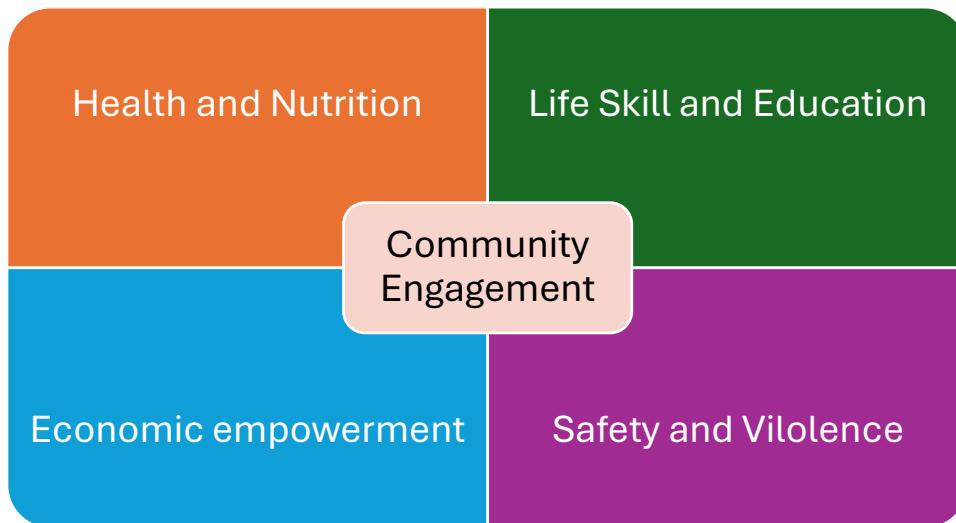 Health and Nutrition
Life Skill and Education
Community
Engagement
Economic empowerment
Safety and Vilolence